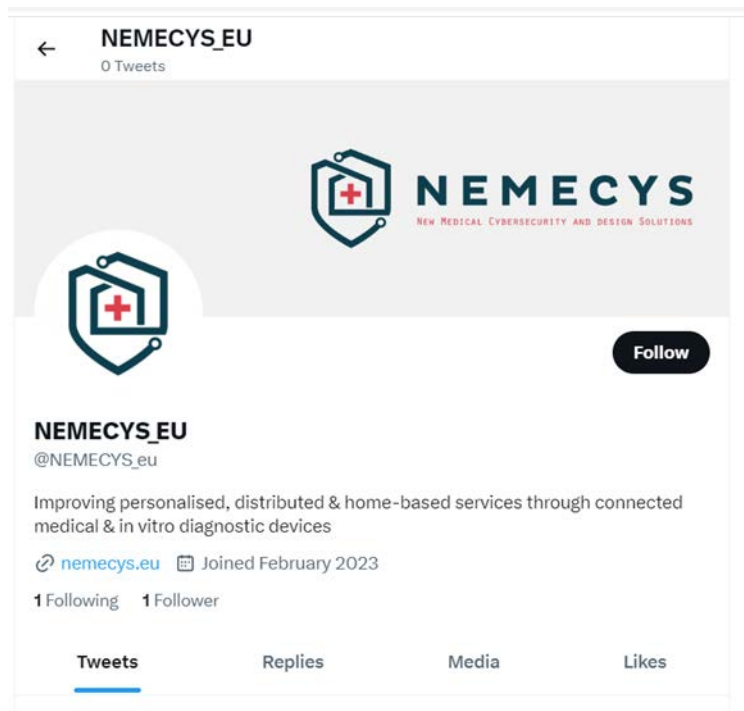 NEMECYS_EU
0 Tweets
NEMECYS
New Medical Cybersecurity and design Solutions
Follow
NEMECYS_EU
@NEMECYS_eu
Improving personalised, distributed & home-based services through connected
medical & in vitro diagnostic devices
nemecys.eu Joined February 2023
1 Following 1 Follower
Tweets Replies Media Likes